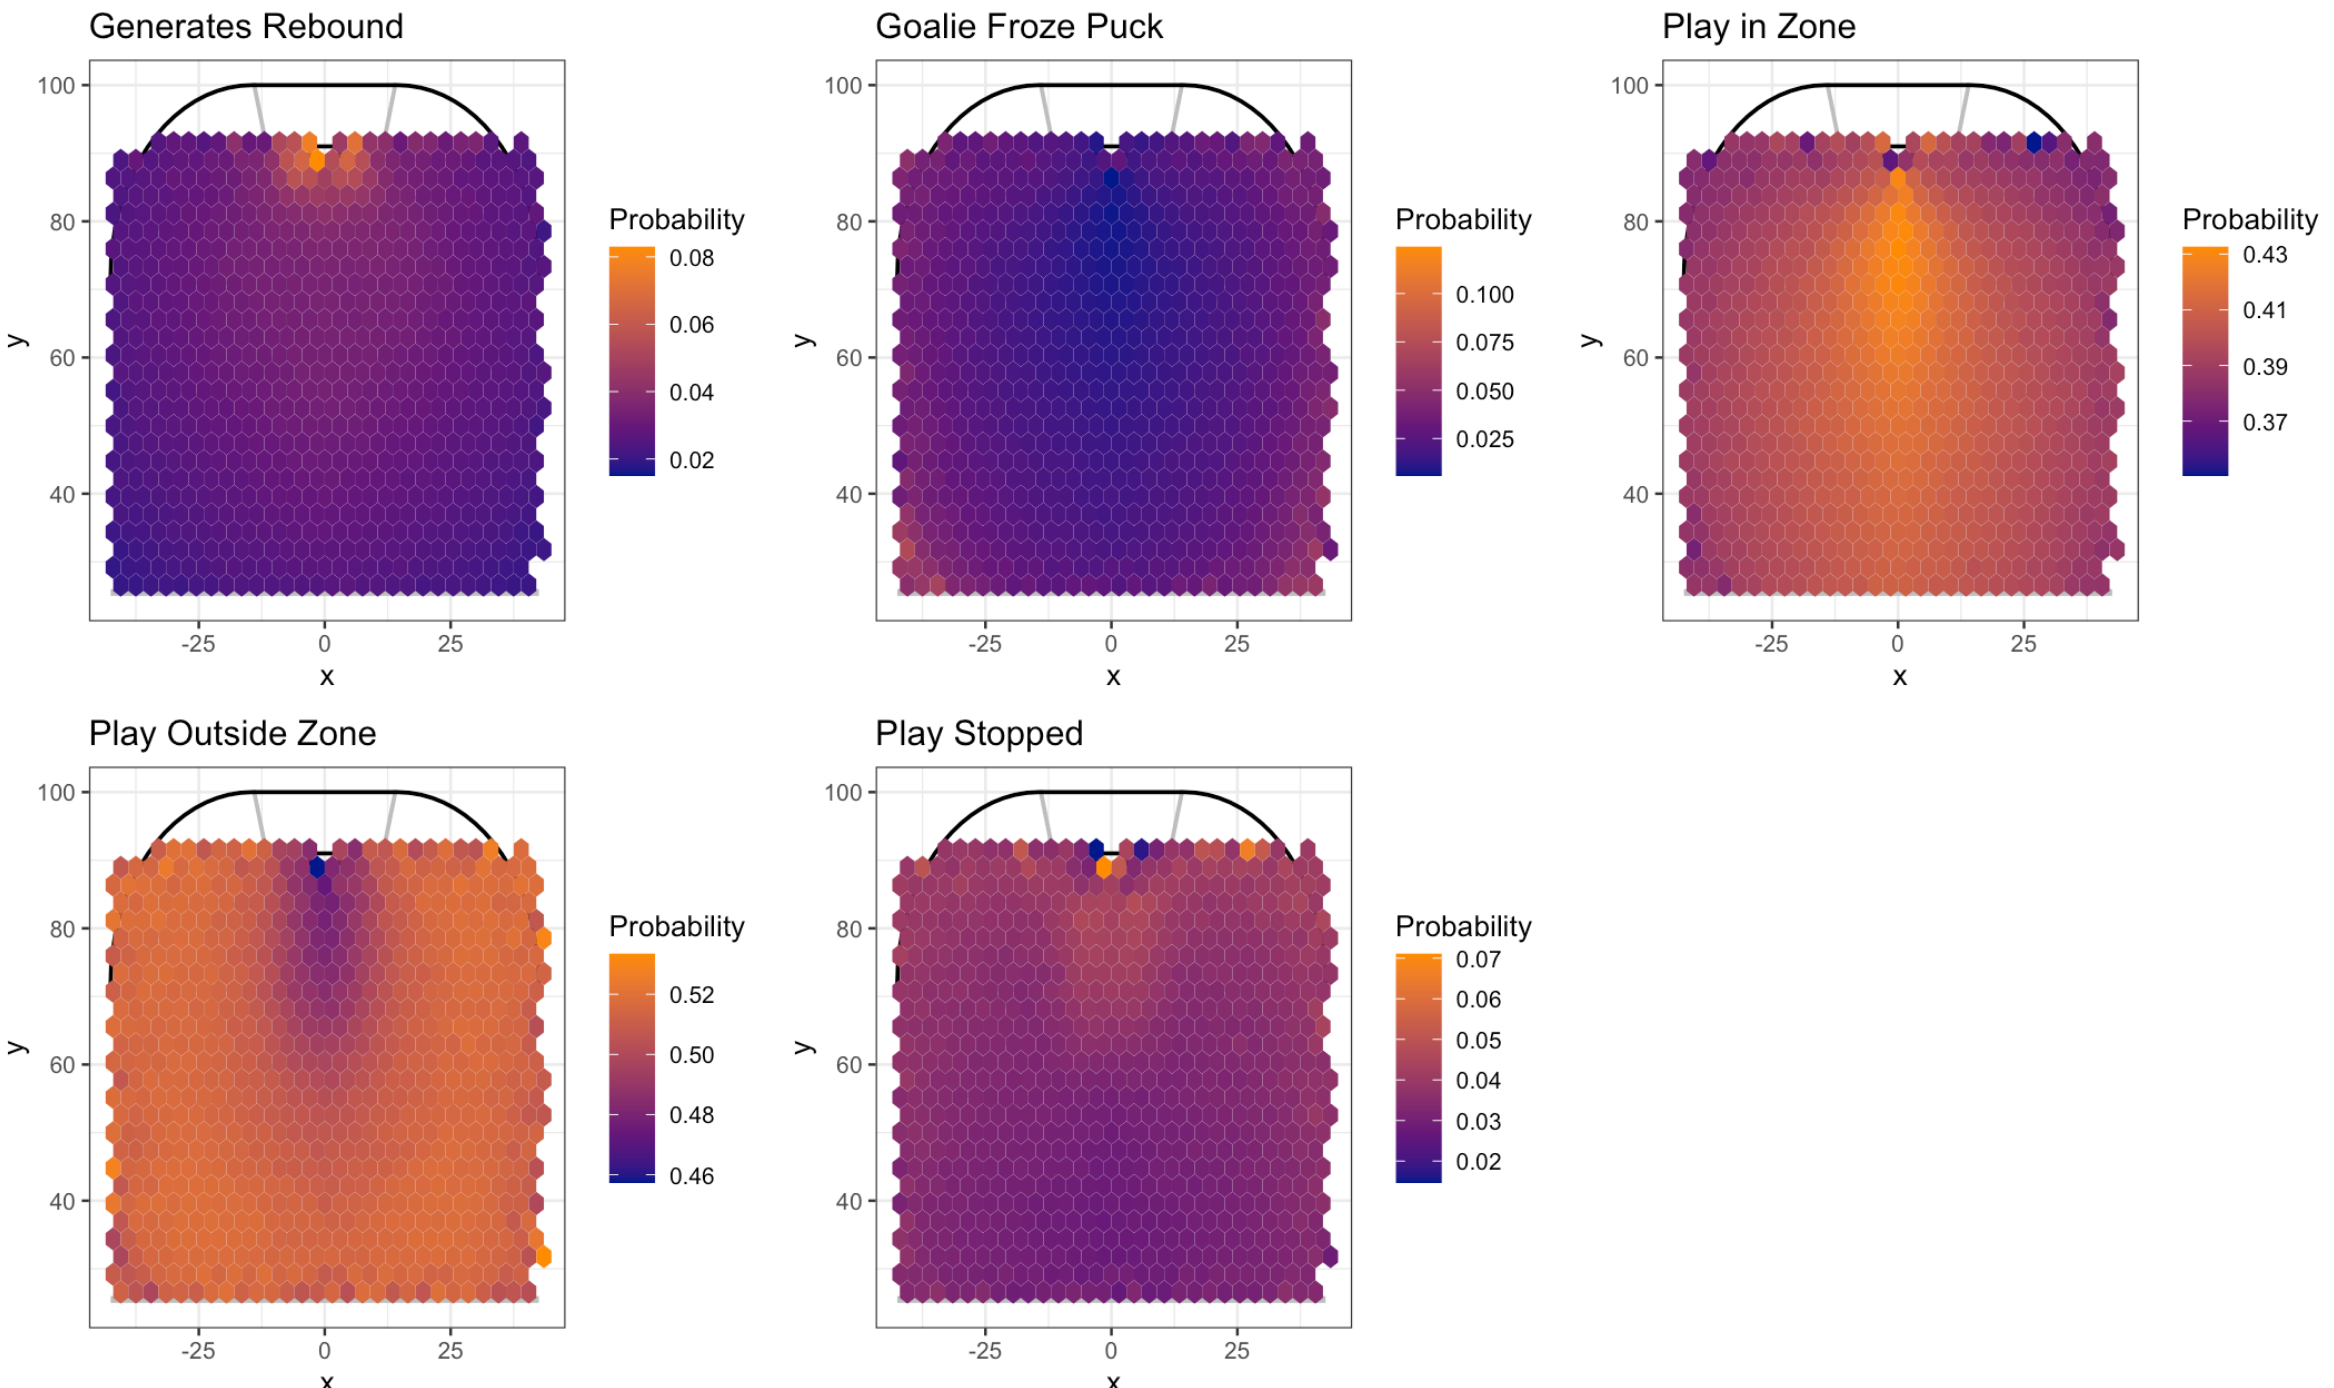 Generates Rebound
100
80
60
40
y
-25 0 25
x
Probability
0.08
0.06
0.04
0.02
Goalie Froze Puck
100
80
60
40
y
-25 0 25
x
Probability
0.100
0.075
0.050
0.025
Play in Zone
100
80
60
40
y
-25 0 25
x
Probability
0.43
0.41
0.39
0.37
Play Outside Zone
100
80
60
40
y
-25 0 25
x
Probability
0.52
0.50
0.48
0.46
Play Stopped
100
80
60
40
y
-25 0 25
x
Probability
0.07
0.06
0.05
0.04
0.03
0.02